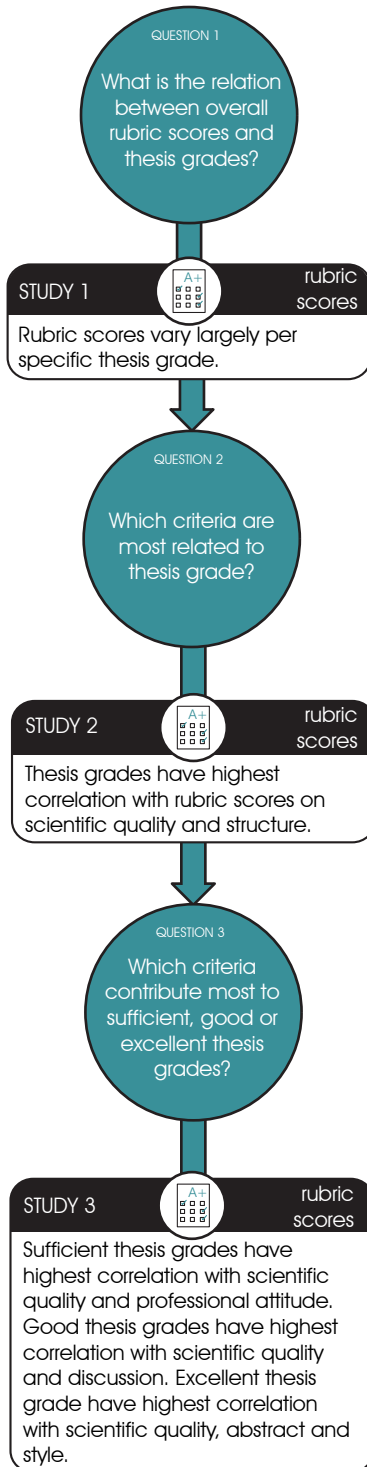 QUESTION 1
What is the relation
between overall
rubric scores and
thesis grades?
STUDY 1
A+
rubric
scores
Rubric scores vary largely per
specific thesis grade.
QUESTION 2
Which criteria are
most related to
thesis grade?
STUDY 2
A+
rubric
scores
Thesis grades have highest
correlation with rubric scores on
scientific quality and structure.
QUESTION 3
Which criteria
contribute most to
sufficient, good or
excellent thesis
grades?
STUDY 3
A+
rubric
scores
Sufficient thesis grades have
highest correlation with scientific
quality and professional attitude.
Good thesis grades have highest
correlation with scientific quality
and discussion. Excellent thesis
grade have highest correlation
with scientific quality, abstract and
style.